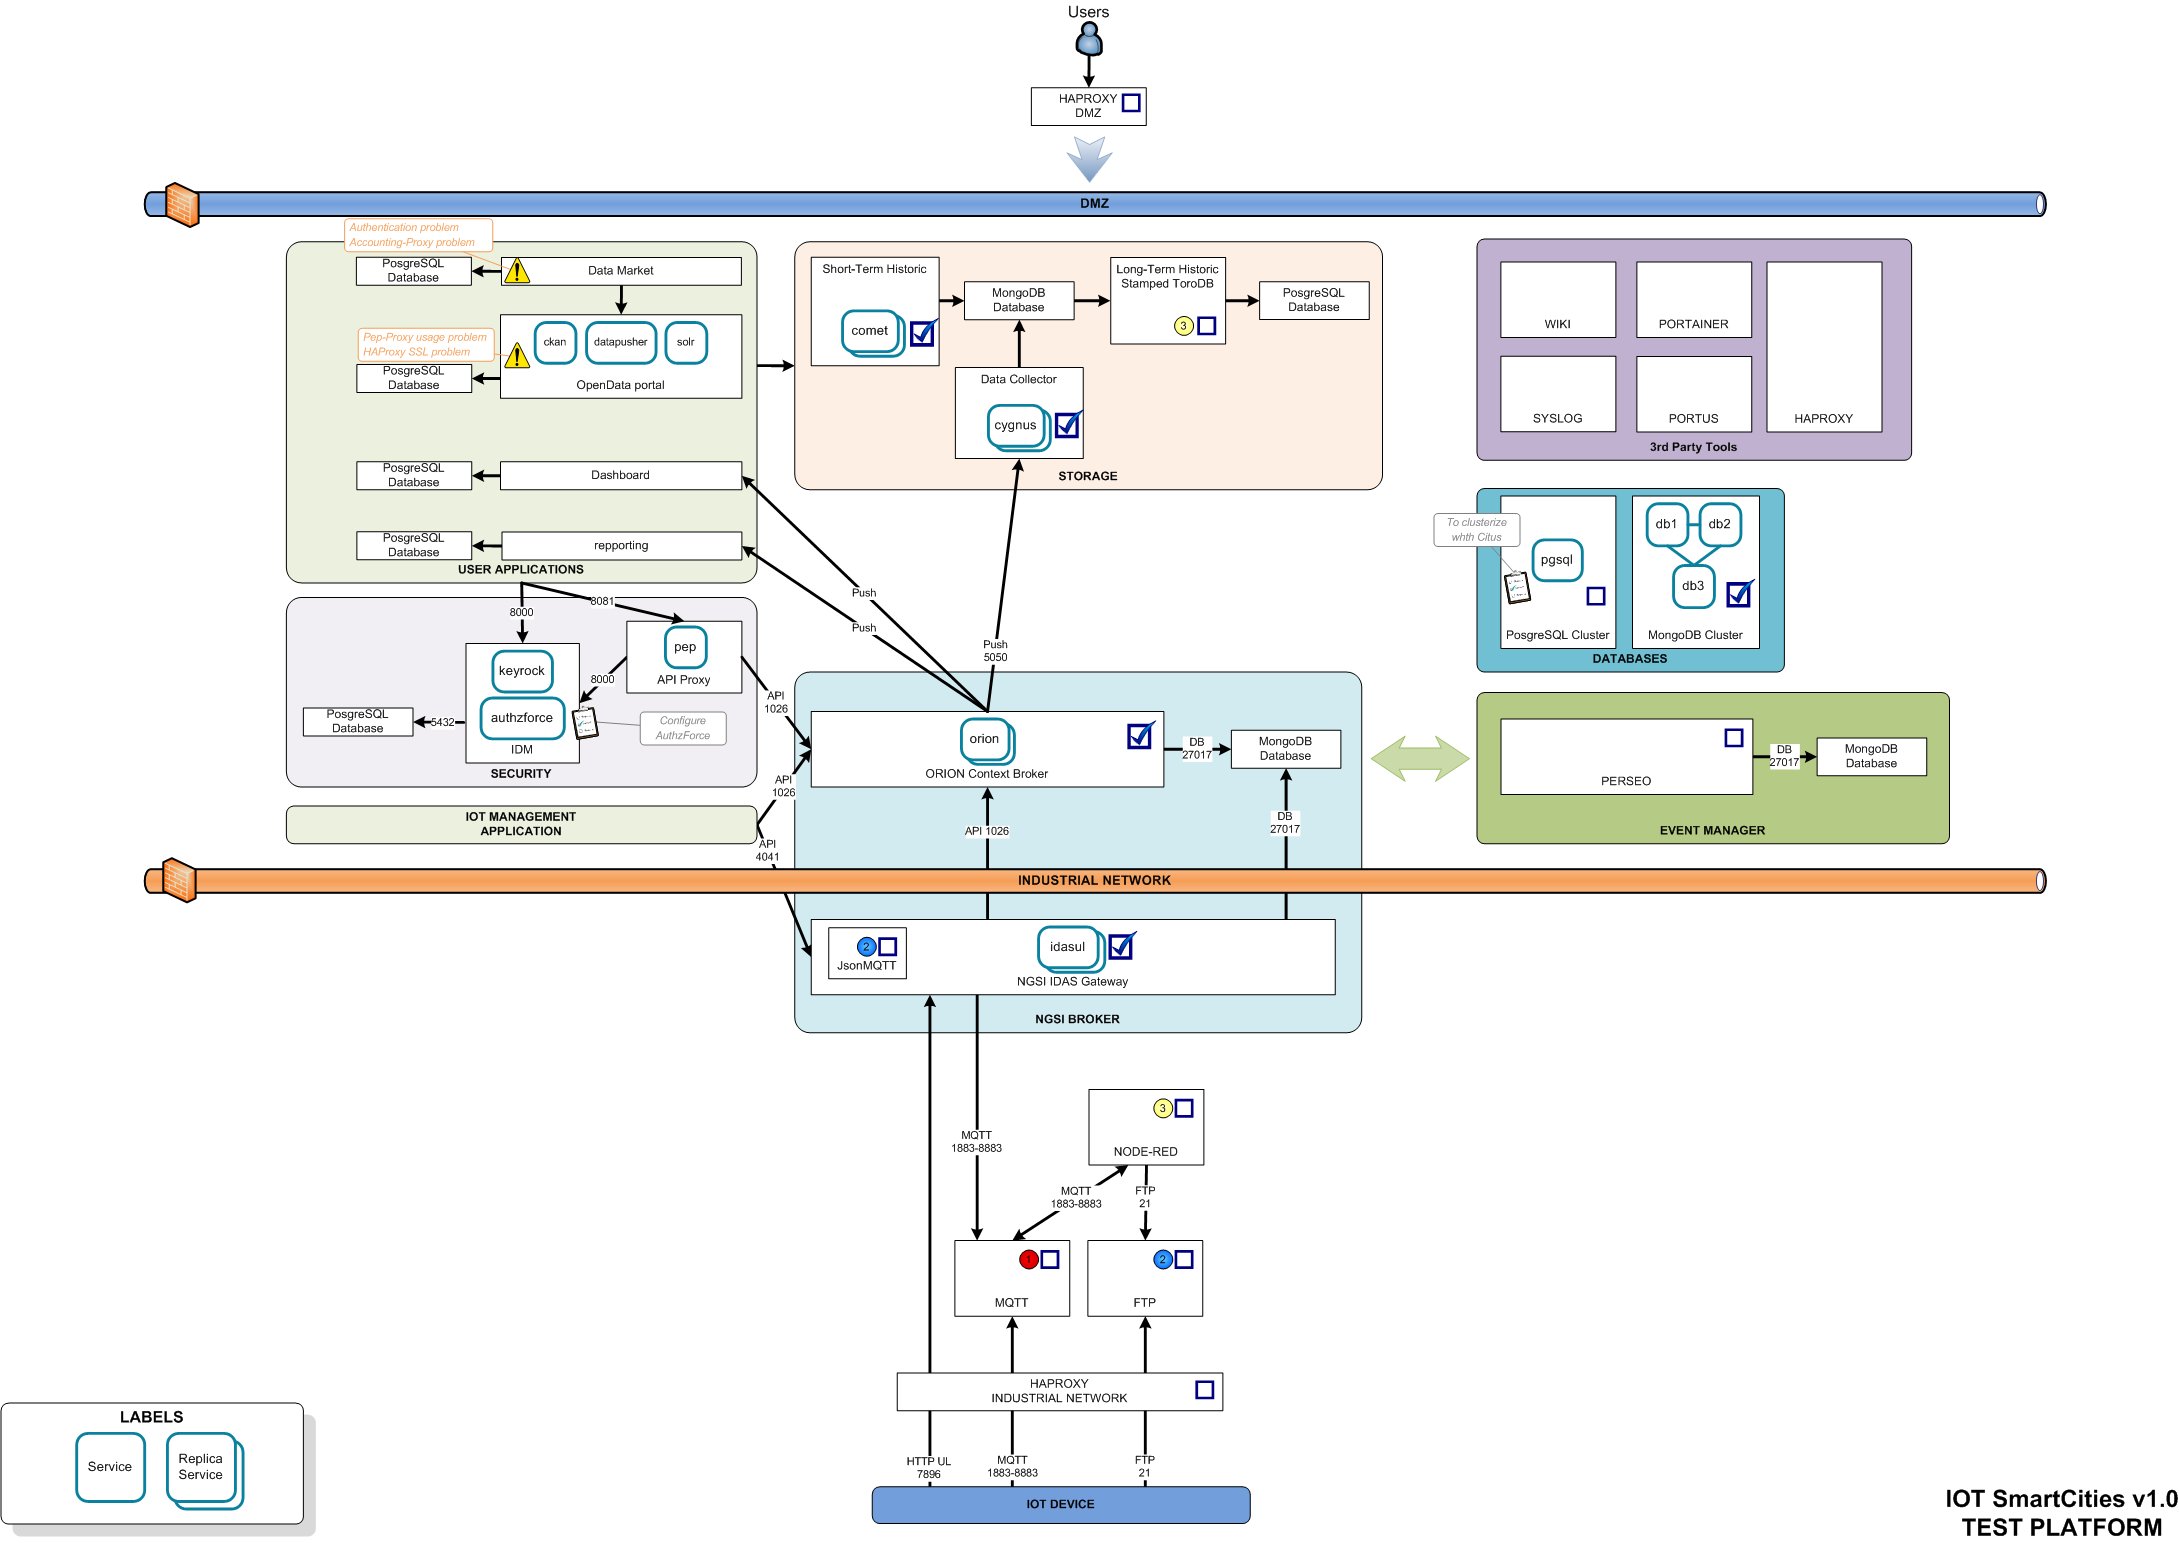 Users
HAPROXY
DMZ
DMZ
Authentication problem
Accounting-Proxy problem
PosgreSQL
Database
Data Market
Pep-Proxy usage problem
HAProxy SSL problem
ckan
datapusher
solr
PosgreSQL
Database
OpenData portal
PosgreSQL
Database
Dashboard
PosgreSQL
Database
repporting
USER APPLICATIONS
Short-Term Historic
comet
MongoDB
Database
Long-Term Historic
Stamped ToroDB
3
PosgreSQL
Database
Data Collector
cygnus
STORAGE
WIKI
PORTAINER
SYSLOG
PORTUS
HAPROXY
3rd Party Tools
To clusterize
whth Citus
pgsql
PosgreSQL Cluster
db1
db2
db3
MongoDB Cluster
DATABASES
8000
8081
Push
Push
Push
5050
keyrock
authzforce
IDM
pep
API Proxy
8000
5432
PosgreSQL
Database
Configure
AuthzForce
SECURITY
API
1026
API
1026
API
4041
IOT MANAGEMENT
APPLICATION
orion
ORION Context Broker
DB
27017
MongoDB
Database
API 1026
DB
27017
PERSEO
DB
27017
MongoDB
Database
EVENT MANAGER
INDUSTRIAL NETWORK
2
JsonMQTT
idasul
NGSI IDAS Gateway
NGSI BROKER
MQTT
1883-8883
3
NODE-RED
MQTT
1883-8883
FTP
21
1
MQTT
2
FTP
HAPROXY
INDUSTRIAL NETWORK
HTTP UL
7896
MQTT
1883-8883
FTP
21
IOT DEVICE
LABELS
Service
Replica
Service
IOT SmartCities v1.0
TEST PLATFORM